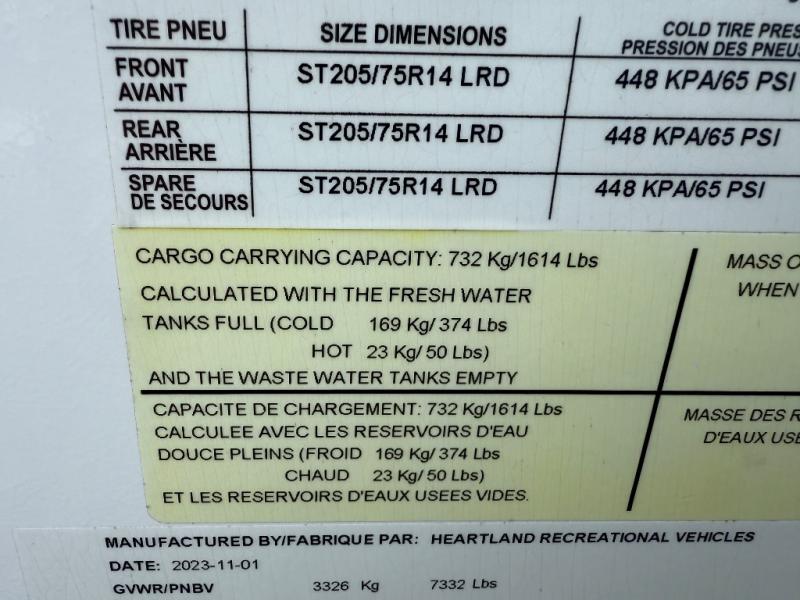 TIRE PNEU SIZE DIMENSIONS COLD TIRE PRES
PRESSION DES PNEUS
FRONT ST205/75R14 LRD 448 KPA/65 PSI
AVANT
REAR ST205/75R14 LRD 448 KPA/65 PSI
ARRIÈRE
SPARE ST205/75R14 LRD 448 KPA/65 PSI
DE SECOURS
CARGO CARRYING CAPACITY: 732 Kg/1614 Lbs
CALCULATED WITH THE FRESH WATER
TANKS FULL (COLD 169 Kg/ 374 Lbs
HOT 23 Kg/ 50 Lbs)
AND THE WASTE WATER TANKS EMPTY
MASS O
WHEN
CAPACITE DE CHARGEMENT: 732 Kg/1614 Lbs
CALCULEE AVEC LES RESERVOIRS D'EAU
DOUCE PLEINS (FROID 169 Kg/ 374 Lbs
CHAUD 23 Kg/ 50 Lbs)
ET LES RESERVOIRS D'EAUX USEES VIDES.
MASSE DES R
D'EAUX USE
MANUFACTURED BY/FABRIQUE PAR: HEARTLAND RECREATIONAL VEHICLES
DATE: 2023-11-01
GVWR/PNBV 3326 Kg 7332 Lbs